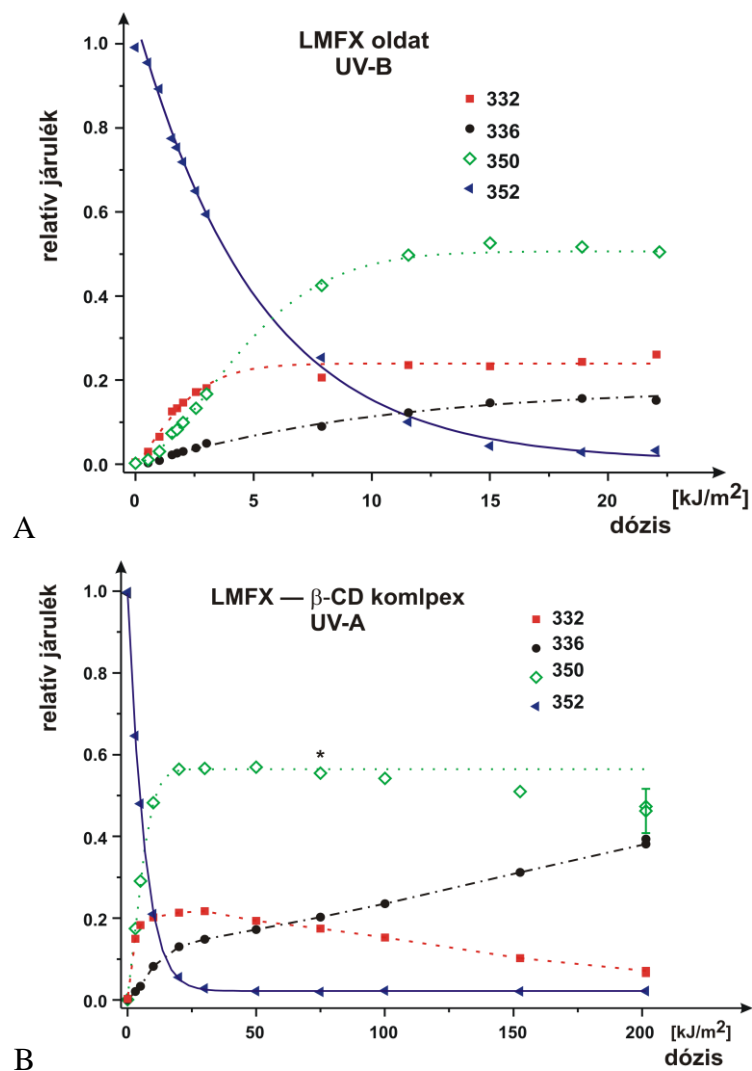 LMFX oldat
UV-B
relatív járulék
1.0
0.8
0.6
0.4
0.2
0.0
332
336
350
352
0
5
10
15
20
[kJ/m²]
dózis
A
LMFX — β-CD komlpex
UV-A
relatív járulék
1.0
0.8
0.6
0.4
0.2
0.0
332
336
350
352
*
0
50
100
150
200
[kJ/m²]
dózis
B